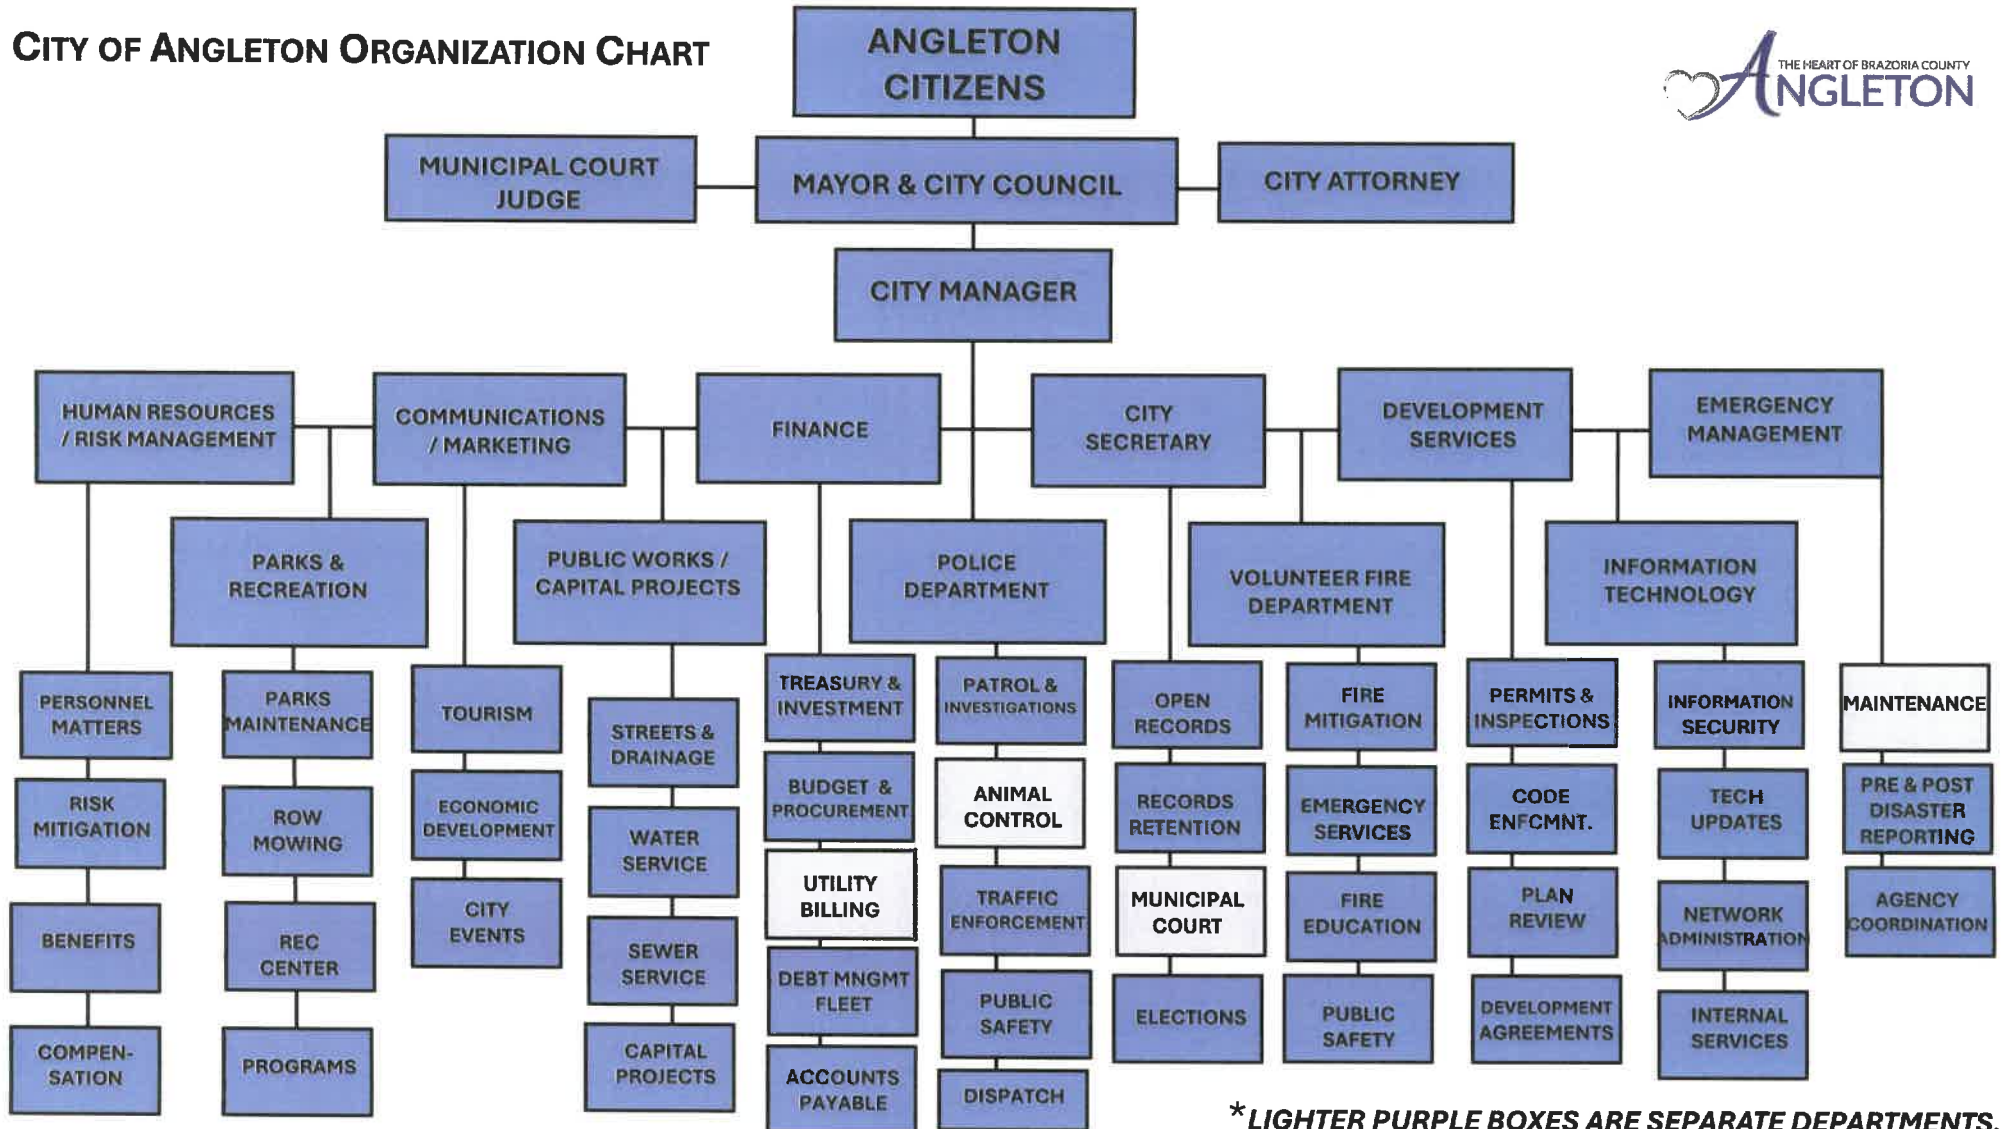 CITY OF ANGLETON ORGANIZATION CHART
ANGLETON
CITIZENS
THE HEART OF BRAZORIA COUNTY
ANGLETON
MUNICIPAL COURT
JUDGE
MAYOR & CITY COUNCIL
CITY ATTORNEY
CITY MANAGER
HUMAN RESOURCES
/ RISK MANAGEMENT
COMMUNICATIONS
/ MARKETING
FINANCE
CITY
SECRETARY
DEVELOPMENT
SERVICES
EMERGENCY
MANAGEMENT
PARKS &
RECREATION
PUBLIC WORKS /
CAPITAL PROJECTS
POLICE
DEPARTMENT
VOLUNTEER FIRE
DEPARTMENT
INFORMATION
TECHNOLOGY
PERSONNEL
MATTERS
RISK
MITIGATION
BENEFITS
COMPEN-
SATION
PARKS
MAINTENANCE
ROW
MOWING
REC
CENTER
PROGRAMS
TOURISM
ECONOMIC
DEVELOPMENT
CITY
EVENTS
STREETS &
DRAINAGE
WATER
SERVICE
SEWER
SERVICE
CAPITAL
PROJECTS
TREASURY &
INVESTMENT
BUDGET &
PROCUREMENT
UTILITY
BILLING
DEBT MNGMT
FLEET
ACCOUNTS
PAYABLE
PATROL &
INVESTIGATIONS
ANIMAL
CONTROL
TRAFFIC
ENFORCEMENT
PUBLIC
SAFETY
DISPATCH
OPEN
RECORDS
RECORDS
RETENTION
MUNICIPAL
COURT
ELECTIONS
FIRE
MITIGATION
EMERGENCY
SERVICES
FIRE
EDUCATION
PUBLIC
SAFETY
PERMITS &
INSPECTIONS
CODE
ENFCMNT.
PLAN
REVIEW
DEVELOPMENT
AGREEMENTS
INFORMATION
SECURITY
TECH
UPDATES
NETWORK
ADMINISTRATION
INTERNAL
SERVICES
MAINTENANCE
PRE & POST
DISASTER
REPORTING
AGENCY
COORDINATION
*LIGHTER PURPLE BOXES ARE SEPARATE DEPARTMENTS.